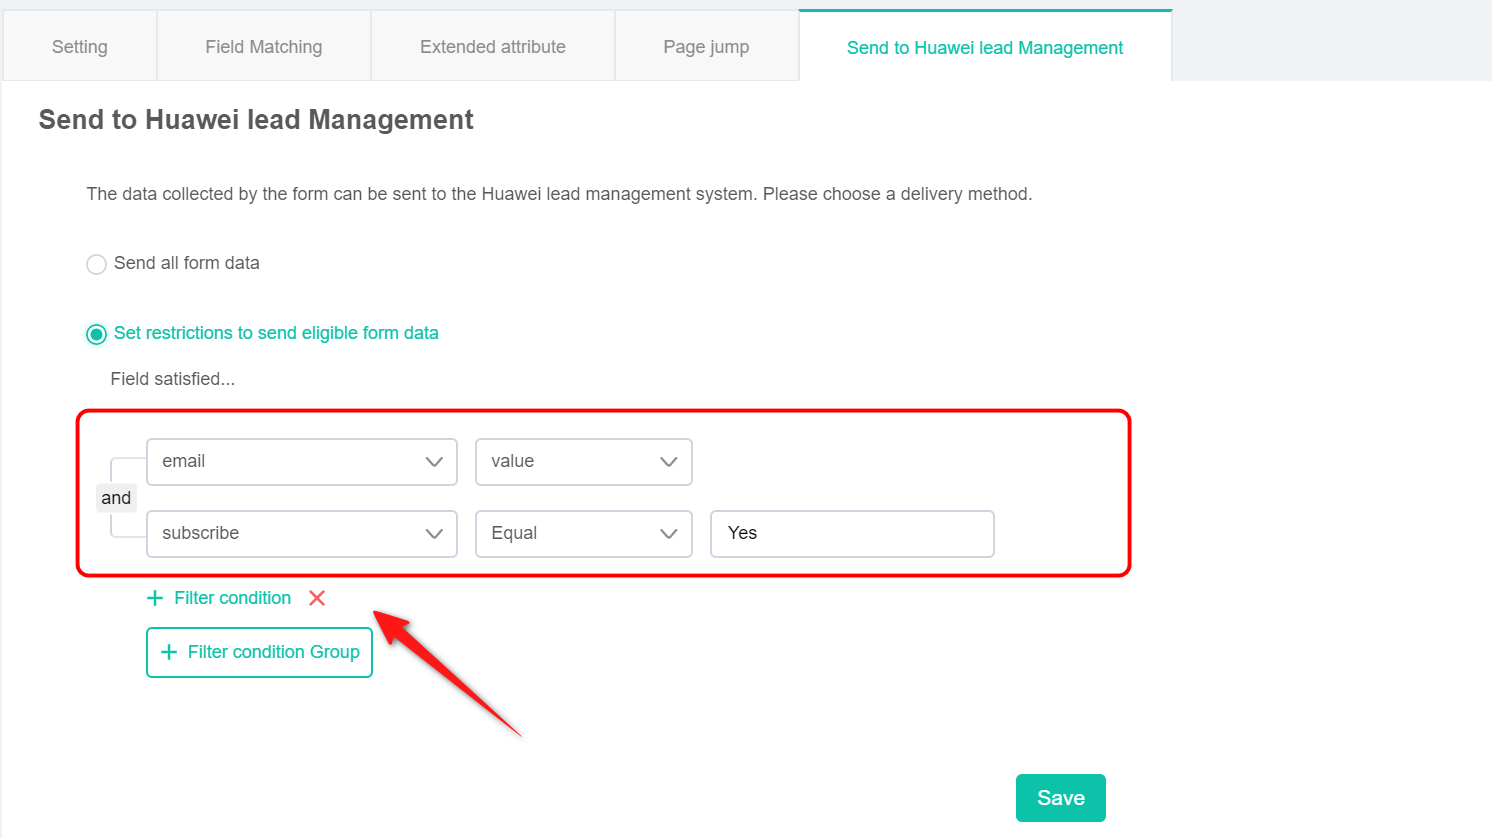 Setting
Field Matching
Extended attribute
Page jump
Send to Huawei lead Management
Send to Huawei lead Management
The data collected by the form can be sent to the Huawei lead management system. Please choose a delivery method.
Send all form data
Set restrictions to send eligible form data
Field satisfied...
email
value
and
subscribe
Equal
Yes
+ Filter condition
+ Filter condition Group
Save